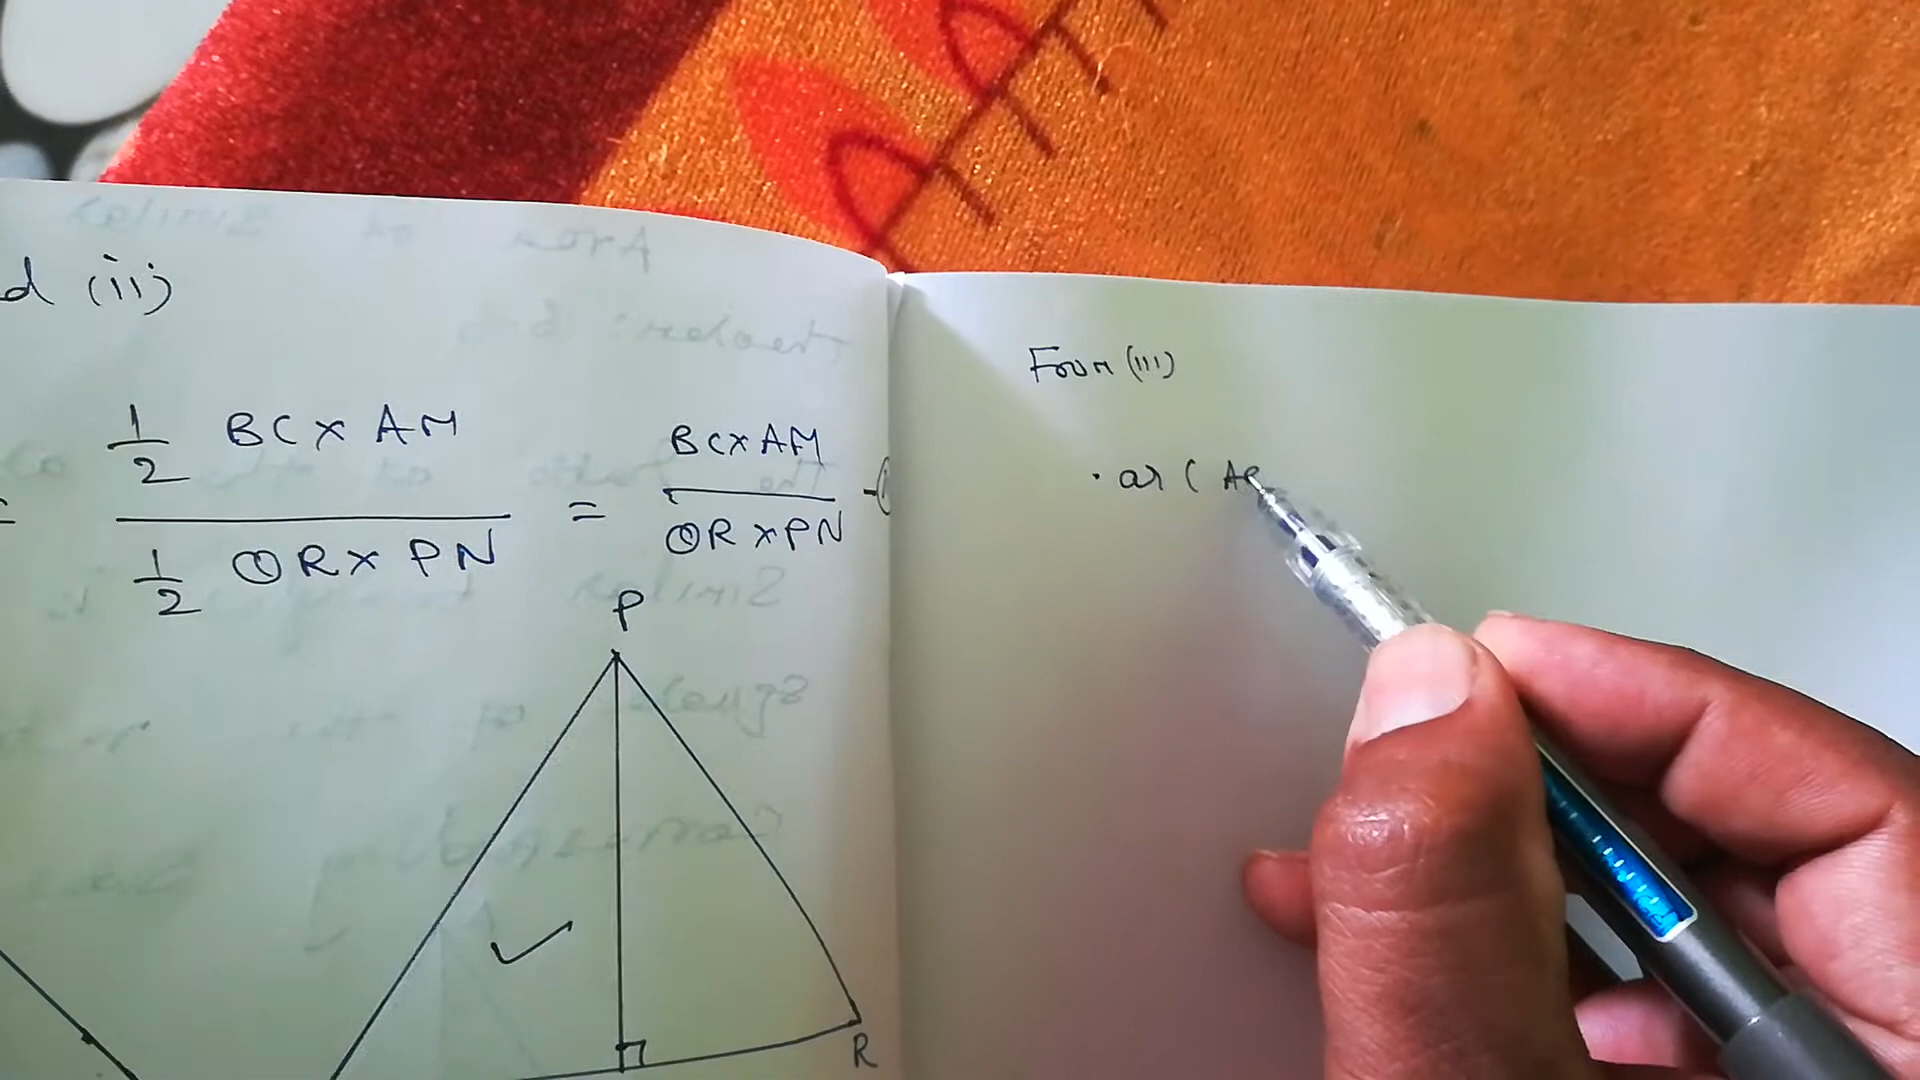 d (ii)
= 1/2 BC x AM / 1/2 QR x PN = BC x AM / QR x PN -(
P
R
From (iii)
. ar ( AB